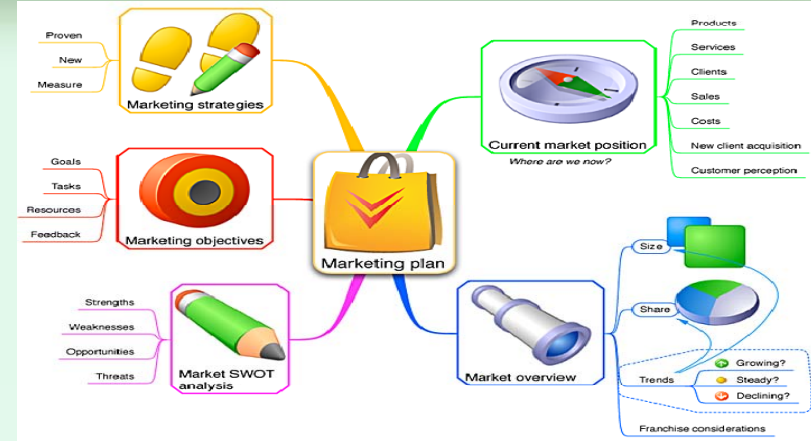 Proven
New
Measure
Marketing strategies
Goals
Tasks
Resources
Feedback
Marketing objectives
Strengths
Weaknesses
Opportunities
Threats
Market SWOT
analysis
Marketing plan
Current market position
Where are we now?
Products
Services
Clients
Sales
Costs
New client acquisition
Customer perception
Market overview
Size
Share
Trends
Growing?
Steady?
Declining?
Franchise considerations